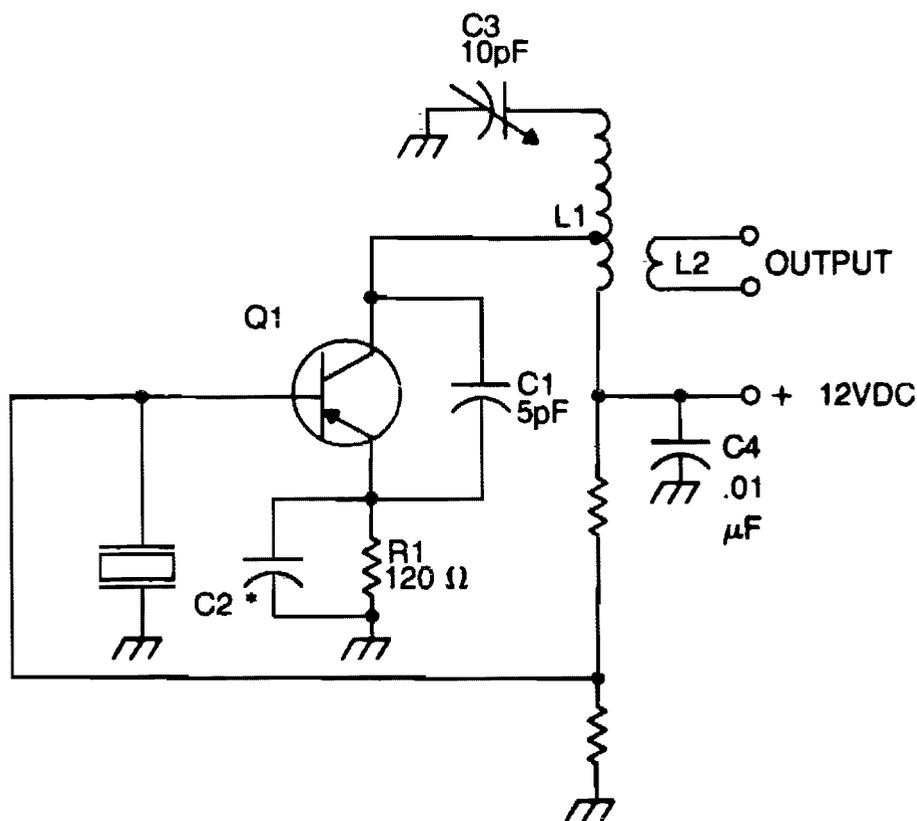 C3
10pF
L1
L2
OUTPUT
Q1
C1
5pF
+ 12VDC
C4
.01
µF
R1
120 Ω
C2 *